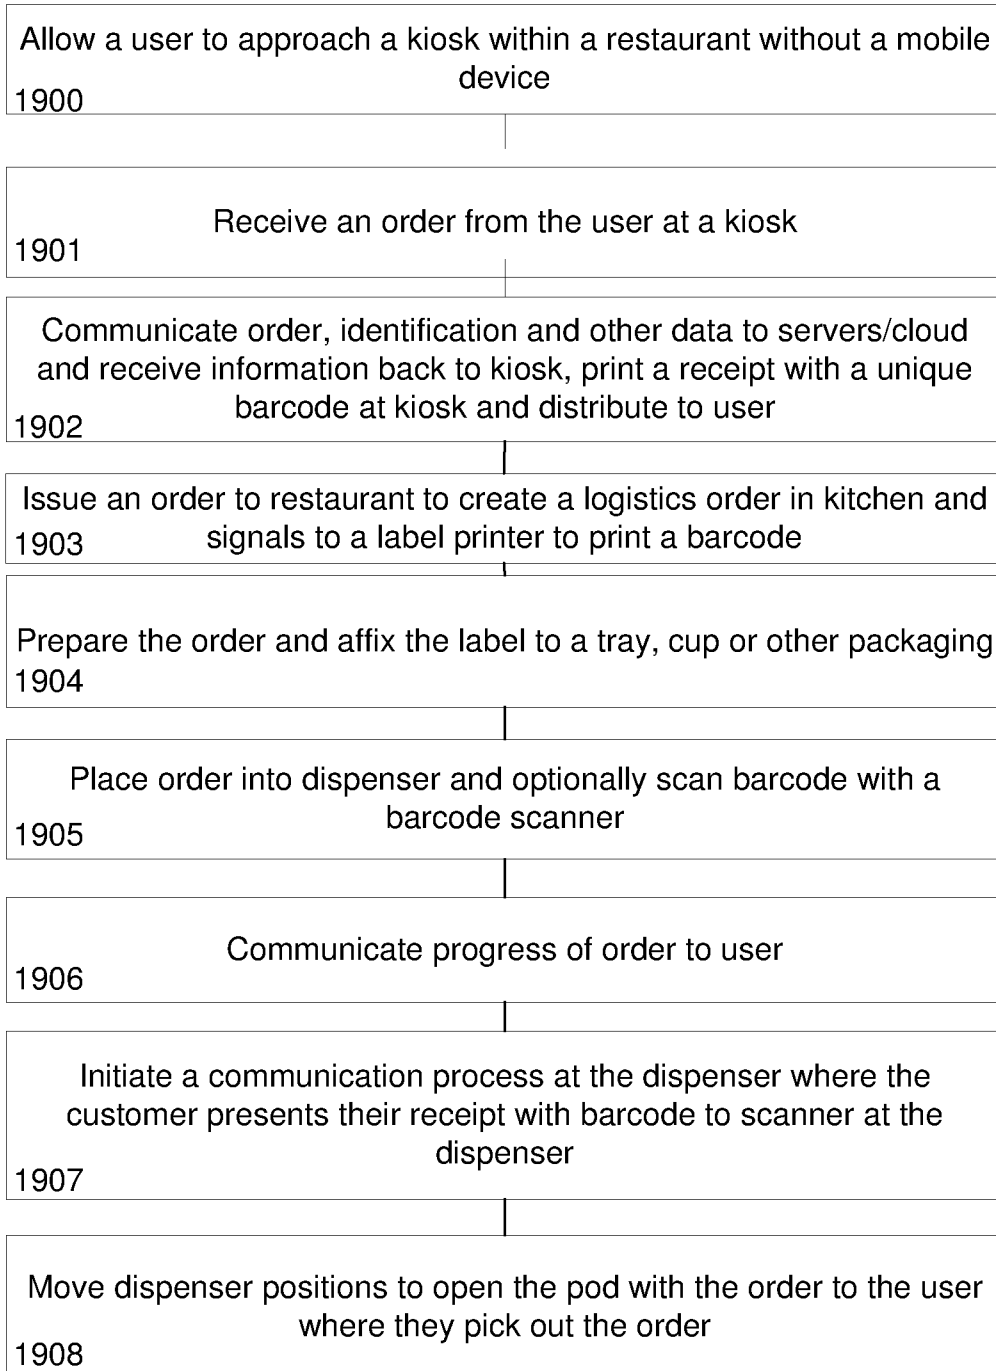 Allow a user to approach a kiosk within a restaurant without a mobile
device
1900
Receive an order from the user at a kiosk
1901
Communicate order, identification and other data to servers/cloud
and receive information back to kiosk, print a receipt with a unique
barcode at kiosk and distribute to user
1902
Issue an order to restaurant to create a logistics order in kitchen and
signals to a label printer to print a barcode
1903
Prepare the order and affix the label to a tray, cup or other packaging
1904
Place order into dispenser and optionally scan barcode with a
barcode scanner
1905
Communicate progress of order to user
1906
Initiate a communication process at the dispenser where the
customer presents their receipt with barcode to scanner at the
dispenser
1907
Move dispenser positions to open the pod with the order to the user
where they pick out the order
1908